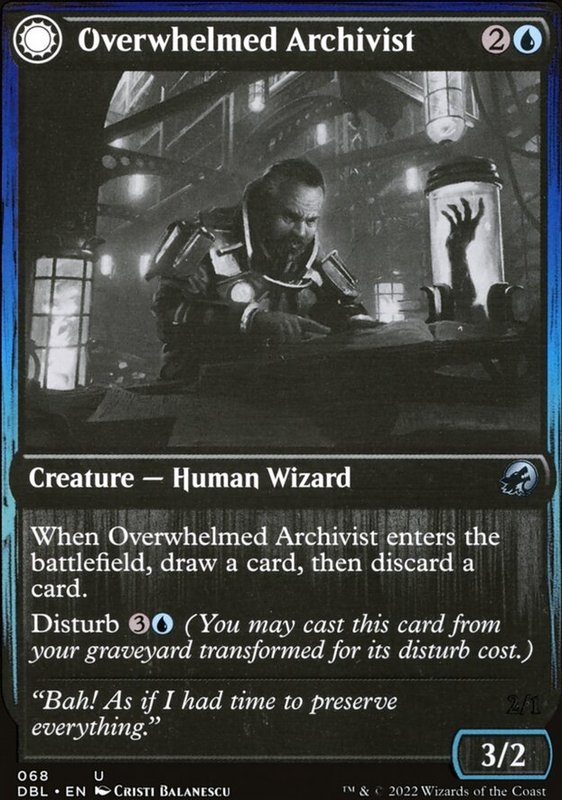 Overwhelmed Archivist 2
Creature — Human Wizard
When Overwhelmed Archivist enters the
battlefield, draw a card, then discard a
card.
Disturb 3 (You may cast this card from
your graveyard transformed for its disturb cost.)
“Bah! As if I had time to preserve
everything.”
2/1
3/2
068 U
DBL • EN Cristi Balanescu
™ & © 2022 Wizards of the Coast